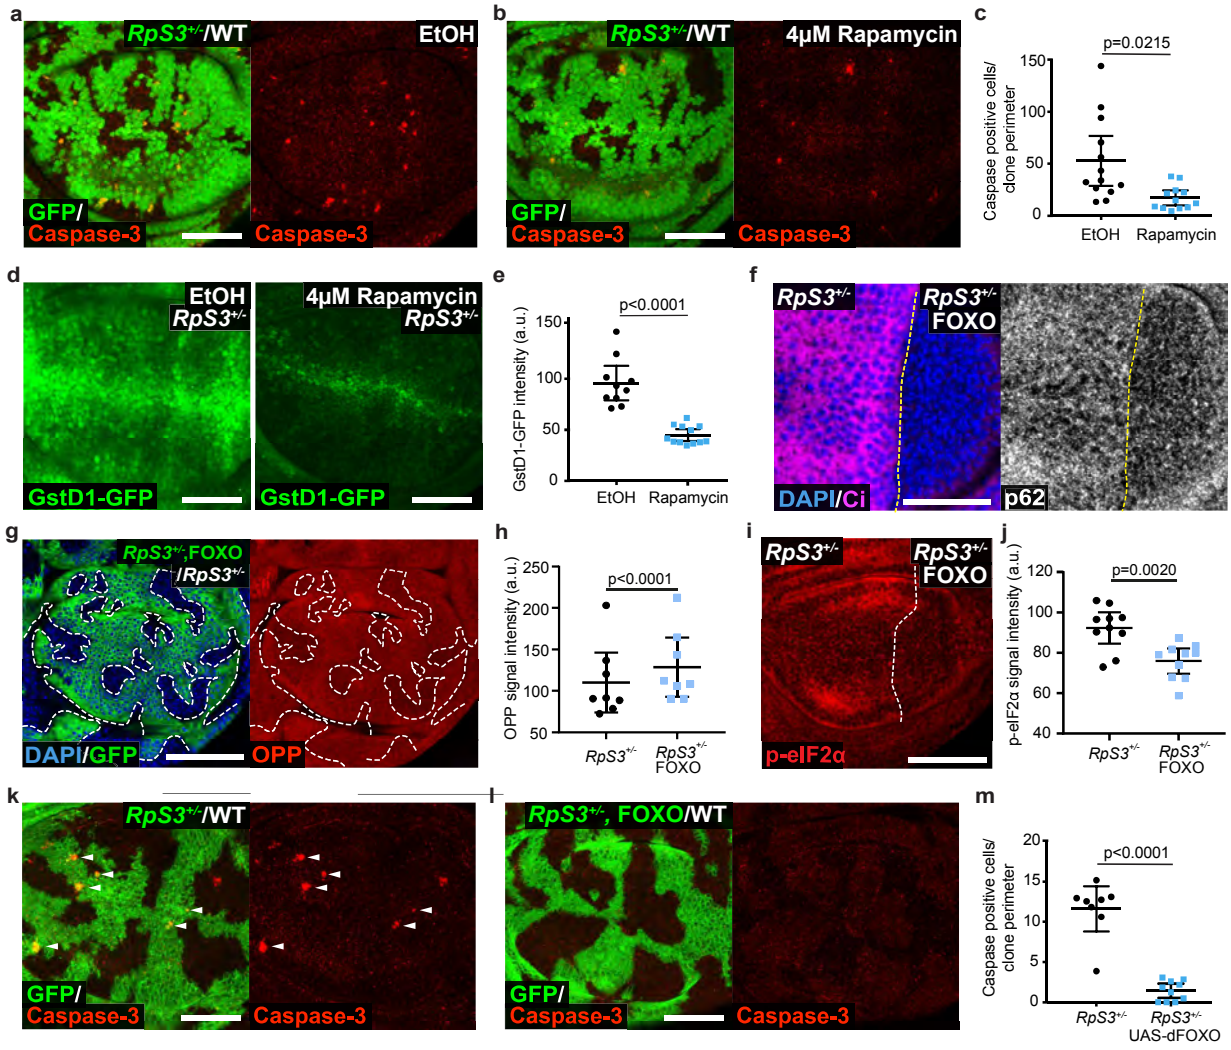 a
RpS3+/-/WT
EtOH
GFP/
Caspase-3
Caspase-3
b
RpS3+/-/WT
4μM Rapamycin
GFP/
Caspase-3
Caspase-3
c
Caspase positive cells/
clone perimeter
p=0.0215
150
100
50
0
EtOH
Rapamycin
d
EtOH
RpS3+/-
GstD1-GFP
4μM Rapamycin
RpS3+/-
GstD1-GFP
e
GstD1-GFP intensity (a.u.)
p<0.0001
150
100
50
0
EtOH
Rapamycin
f
RpS3+/-
RpS3+/-
FOXO
DAPI/Ci
p62
g
RpS3+/-,FOXO
/RpS3+/-
DAPI/GFP
OPP
h
OPP signal intensity (a.u.)
p<0.0001
250
200
150
100
50
RpS3+/-
RpS3+/-
FOXO
i
RpS3+/-
RpS3+/-
FOXO
p-eIF2α
j
p-eIF2α signal intensity (a.u.)
p=0.0020
120
100
80
60
40
RpS3+/-
RpS3+/-
FOXO
k
RpS3+/-/WT
GFP/
Caspase-3
Caspase-3
l
RpS3+/-, FOXO/WT
GFP/
Caspase-3
Caspase-3
m
Caspase positive cells/
clone perimeter
p<0.0001
20
15
10
5
0
RpS3+/-
RpS3+/-
UAS-dFOXO